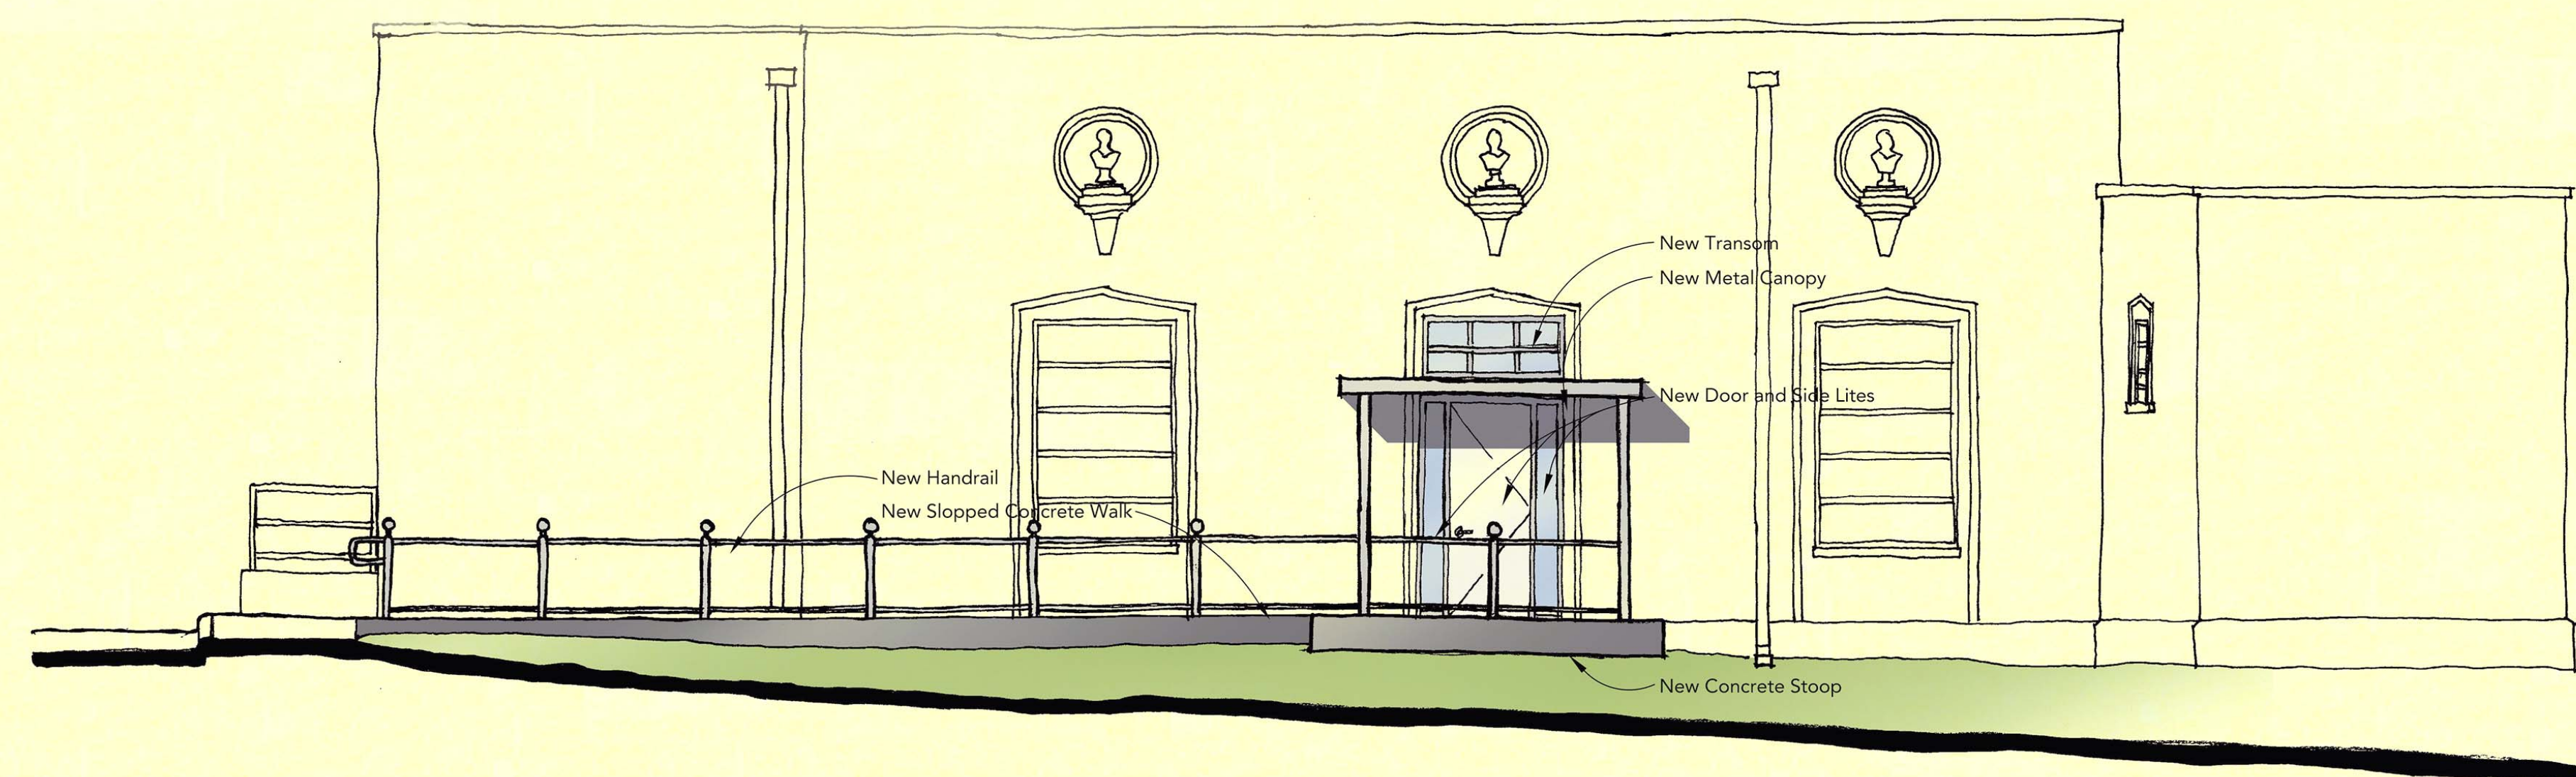 New Transom
New Metal Canopy
New Door and Side Lites
New Handrail
New Slopped Concrete Walk
New Concrete Stoop